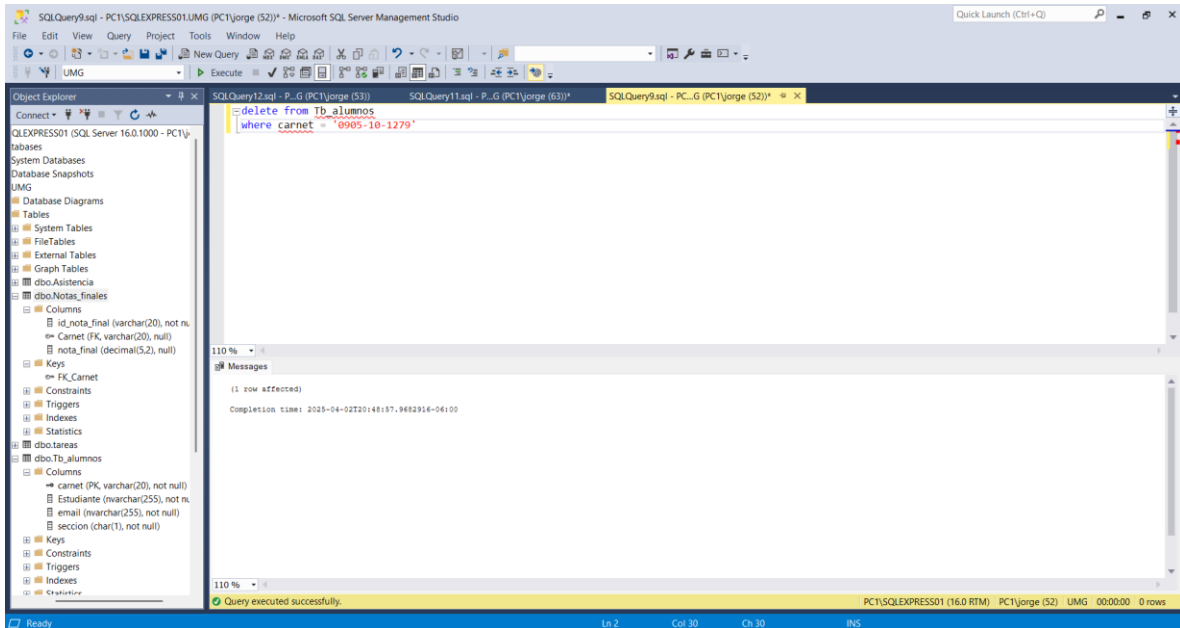 SQLQuery9.sql - PC1\SQLEXPRESS01.UMG (PC1\jorge (52))* - Microsoft SQL Server Management Studio
Quick Launch (Ctrl+Q)
File Edit View Query Project Tools Window Help
New Query
UMG
Execute
Object Explorer
Connect
QLEXPRESS01 (SQL Server 16.0.1000 - PC1\j
tabases
System Databases
Database Snapshots
UMG
Database Diagrams
Tables
System Tables
FileTables
External Tables
Graph Tables
dbo.Asistencia
dbo.Notas_finales
Columns
id_nota_final (varchar(20), not nu
Carnet (FK, varchar(20), null)
nota_final (decimal(5,2), null)
Keys
FK_Carnet
Constraints
Triggers
Indexes
Statistics
dbo.tareas
dbo.Tb_alumnos
Columns
carnet (PK, varchar(20), not null)
Estudiante (nvarchar(255), not nu
email (nvarchar(255), not null)
seccion (char(1), not null)
Keys
Constraints
Triggers
Indexes
Statistics
SQLQuery12.sql - P...G (PC1\jorge (53))
SQLQuery11.sql - P...G (PC1\jorge (63))*
SQLQuery9.sql - PC...G (PC1\jorge (52))*
delete from Tb_alumnos
where carnet = '0905-10-1279'
110 %
Messages
(1 row affected)
Completion time: 2025-04-02T20:48:57.9682916-06:00
110 %
Query executed successfully.
PC1\SQLEXPRESS01 (16.0 RTM) PC1\jorge (52) UMG 00:00:00 0 rows
Ready Ln 2 Col 30 Ch 30 INS